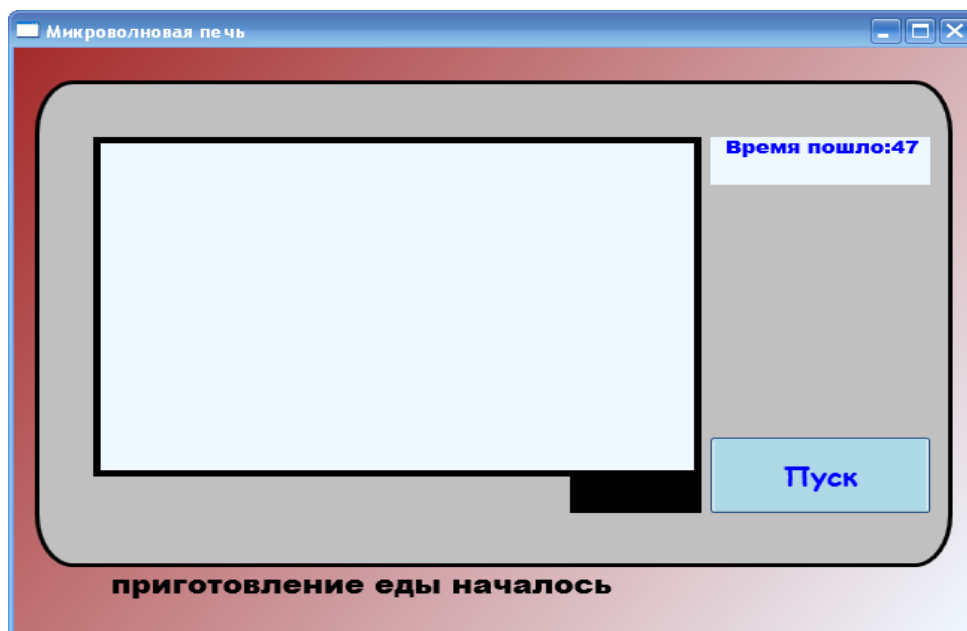 Микроволновая печь
Время пошло:47
Пуск
приготовление еды началось